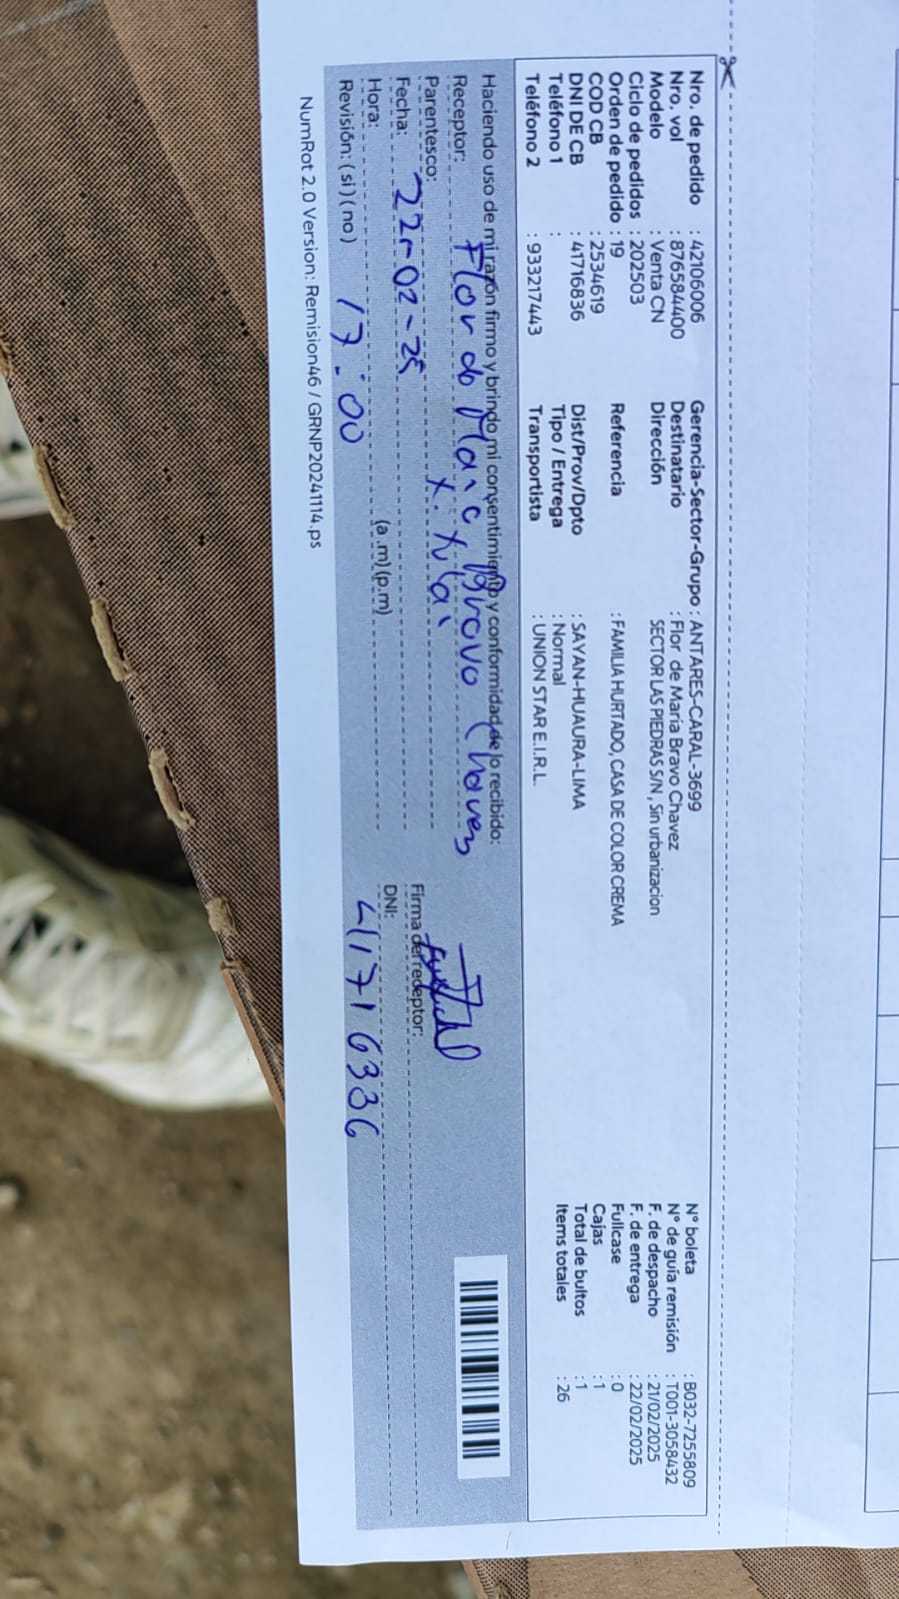 Nro. de pedido : 42106006
Nro. vol : 876584400
Modelo : Venta CN
Ciclo de pedidos : 202503
Orden de pedido : 19
COD CB : 2534619
DNI DE CB : 41716836
Teléfono 1 :
Teléfono 2 : 933217443
Gerencia-Sector-Grupo : ANTARES-CARAL-3699
Destinatario : Flor de María Bravo Chavez
Dirección SECTOR LAS PIEDRAS S/N , Sin urbanizacion
Referencia : FAMILIA HURTADO, CASA DE COLOR CREMA
Dist/Prov/Dpto : SAYAN-HUAURA-LIMA
Tipo / Entrega : Normal
Transportista : UNION STAR E.I.R.L
N° boleta : B032-7255809
N° de guía remisión : T001-3058432
F. de despacho : 21/02/2025
F. de entrega : 22/02/2025
Fullcase : 0
Cajas : 1
Total de bultos : 1
Items totales : 26
Haciendo uso de mi razón firmo y brindo mi consentimiento y conformidad de lo recibido:
Receptor: Flor de Maria Bravo Chavez
Parentesco:
Fecha: 22-02-25
Hora: 17:00 (a .m) (p.m)
Revisión: ( si ) ( no )
Firma del receptor:
DNI: 41716336
NumRot 2.0 Version: Remision46 / GRNP20241114.ps